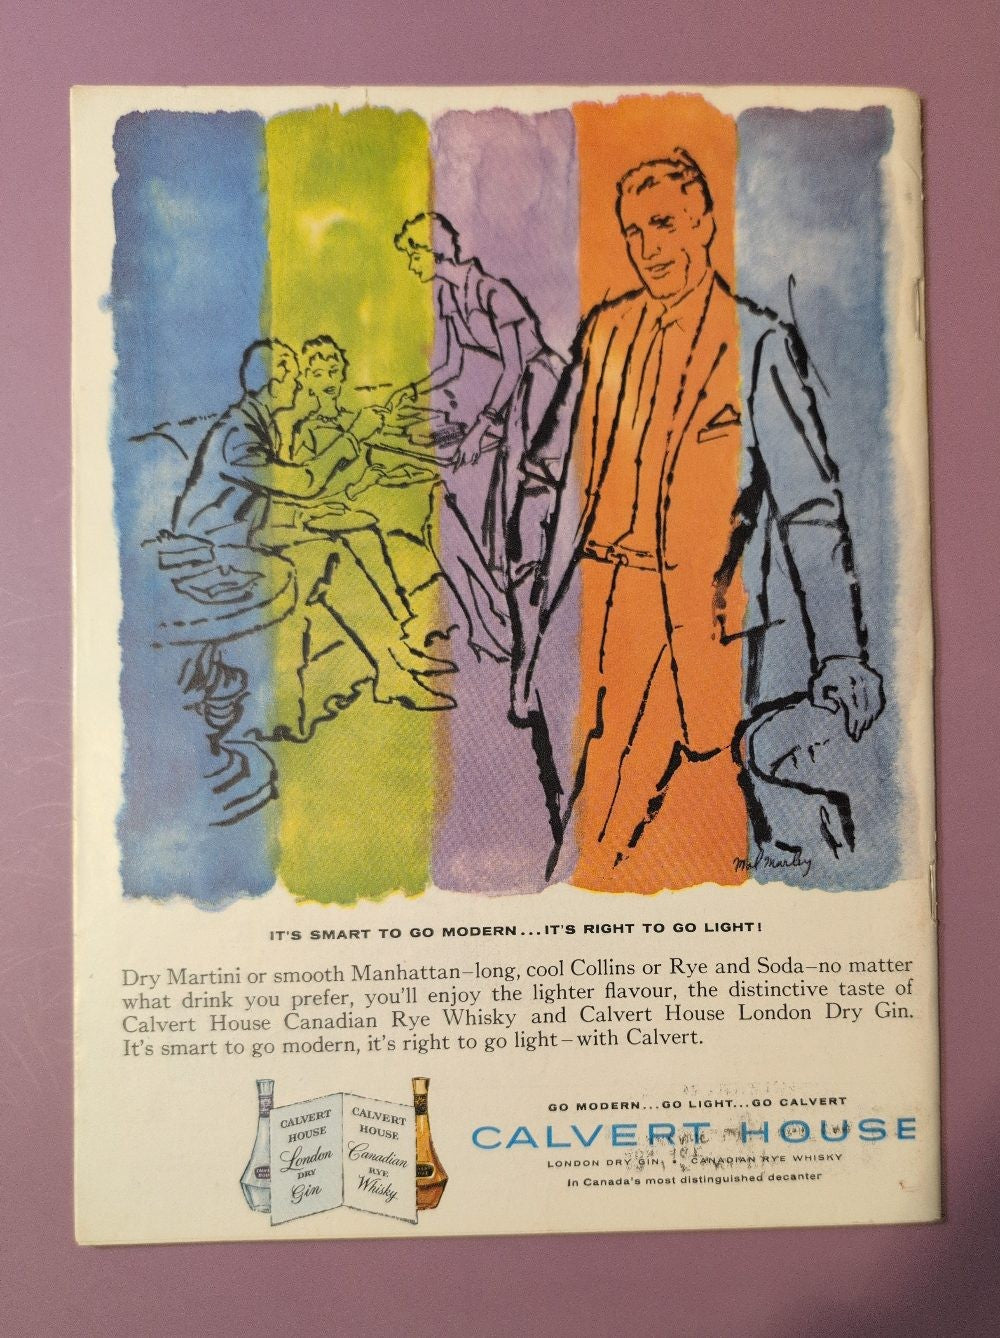 Mal Marley
IT'S SMART TO GO MODERN...IT'S RIGHT TO GO LIGHT!
Dry Martini or smooth Manhattan–long, cool Collins or Rye and Soda–no matter
what drink you prefer, you'll enjoy the lighter flavour, the distinctive taste of
Calvert House Canadian Rye Whisky and Calvert House London Dry Gin.
It's smart to go modern, it's right to go light–with Calvert.
CALVERT
HOUSE
London
DRY
Gin
CALVERT
HOUSE
Canadian
RYE
Whisky
GO MODERN...GO LIGHT...GO CALVERT
CALVERT HOUSE
LONDON DRY GIN • CANADIAN RYE WHISKY
In Canada's most distinguished decanter